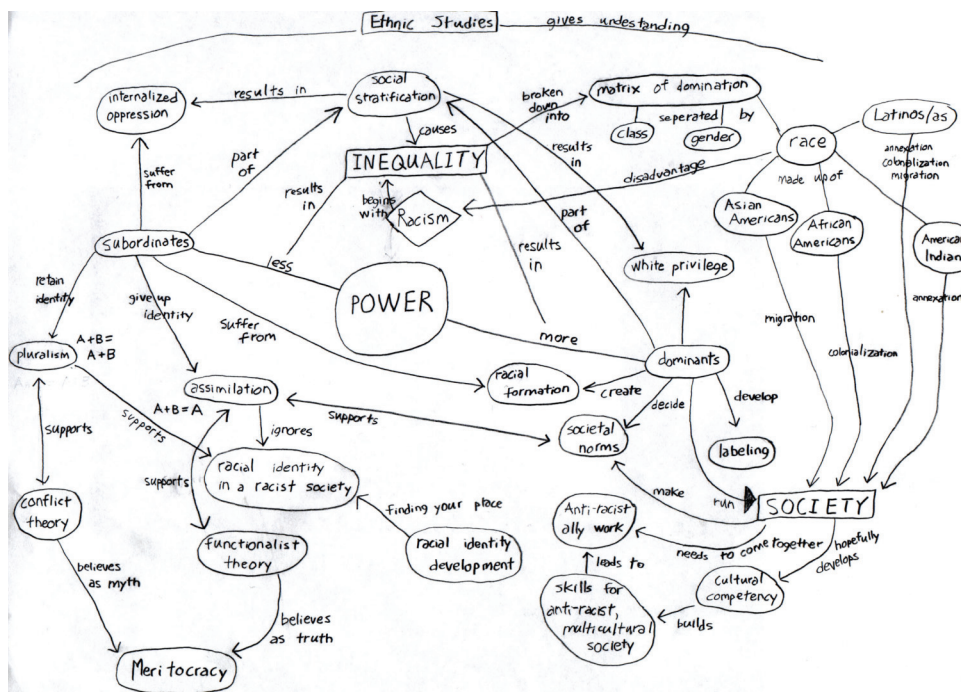 Ethnic Studies
gives undestanding
internalized
oppression
results in
social
stratification
broken
down
into
matrix of domination
class
seperated by
gender
Latinos/as
race
annexation
colonialization
migration
causes
INEQUALITY
results
in
part
of
suffer
from
results
in
begins
with
Racism
disadvantage
made up of
Asian
Americans
African
Americans
American
Indian
subordinates
less
POWER
results
in
part
of
white privilege
more
retain
identity
give up
identity
suffer
from
migration
annexation
colonialization
pluralism
A+B=
A+B
assimilation
A+B=A
racial
formation
create
dominants
decide
develop
supports
supports
ignores
supports
societal
norms
labeling
racial identity
in a racist society
supports
make
run
SOCIETY
conflict
theory
functionalist
theory
finding your place
racial identity
development
Anti-racist
ally work
needs to come together
hopefully
develops
leads to
cultural
competency
believes
as myth
believes
as truth
skills for
anti-racist,
multicultural
society
builds
Meritocracy